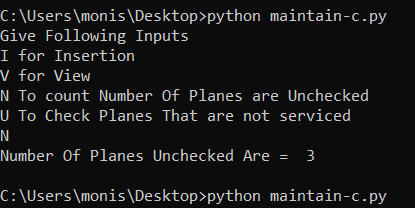 C:\Users\monis\Desktop>python maintain-c.py
Give Following Inputs
I for Insertion
V for View
N To count Number Of Planes are Unchecked
U To Check Planes That are not serviced
N
Number Of Planes Unchecked Are =  3
C:\Users\monis\Desktop>python maintain-c.py